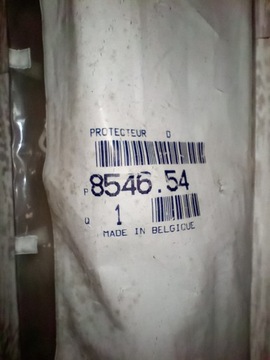 PROTECTEUR O
P 8546.54
Q 1
MADE IN BELGIQUE